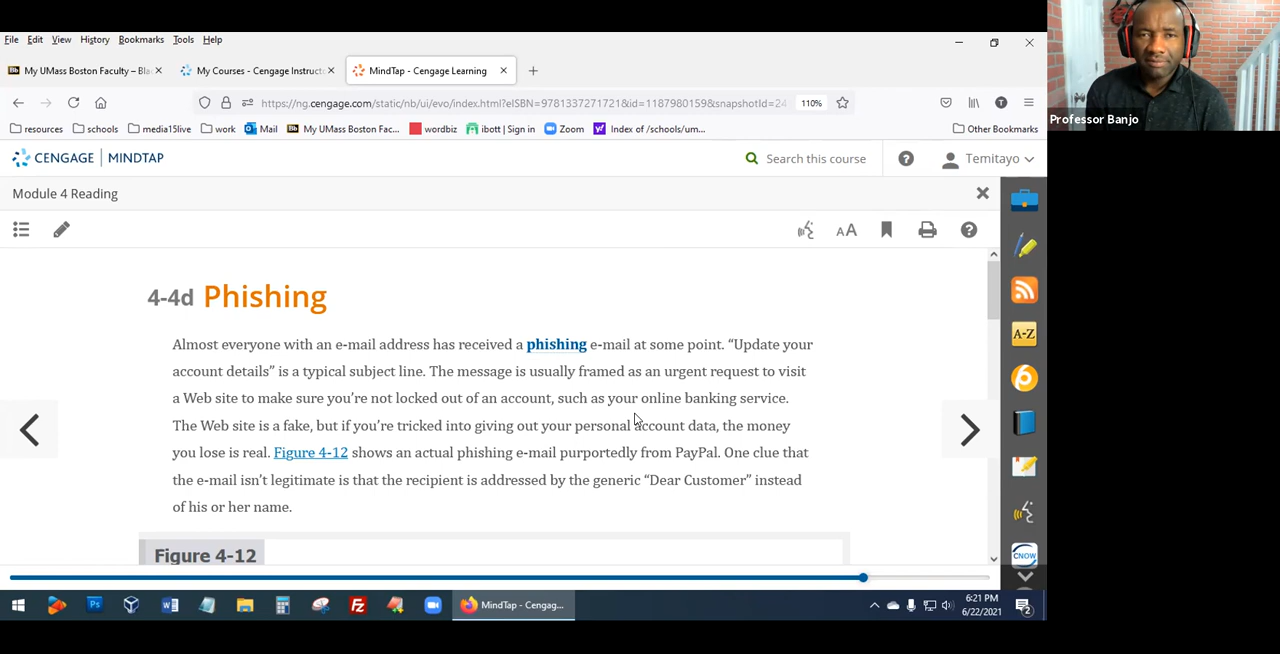 File Edit View History Bookmarks Tools Help
Bb My UMass Boston Faculty – Bla
My Courses - Cengage Instruct
MindTap - Cengage Learning
https://ng.cengage.com/static/nb/ui/evo/index.html?eISBN=9781337271721&id=1187980159&snapshotId=24
110%
resources schools media15live work Mail Bb My UMass Boston Fac... wordbiz ibott | Sign in Zoom Index of /schools/um... Other Bookmarks
CENGAGE | MINDTAP
Search this course
Temitayo
Module 4 Reading
AA
4-4d Phishing
Almost everyone with an e-mail address has received a phishing e-mail at some point. “Update your
account details” is a typical subject line. The message is usually framed as an urgent request to visit
a Web site to make sure you’re not locked out of an account, such as your online banking service.
The Web site is a fake, but if you’re tricked into giving out your personal account data, the money
you lose is real. Figure 4-12 shows an actual phishing e-mail purportedly from PayPal. One clue that
the e-mail isn’t legitimate is that the recipient is addressed by the generic “Dear Customer” instead
of his or her name.
Figure 4-12
A-Z
CNOW
Ps
MindTap - Cengag...
6:21 PM
6/22/2021
2
Professor Banjo